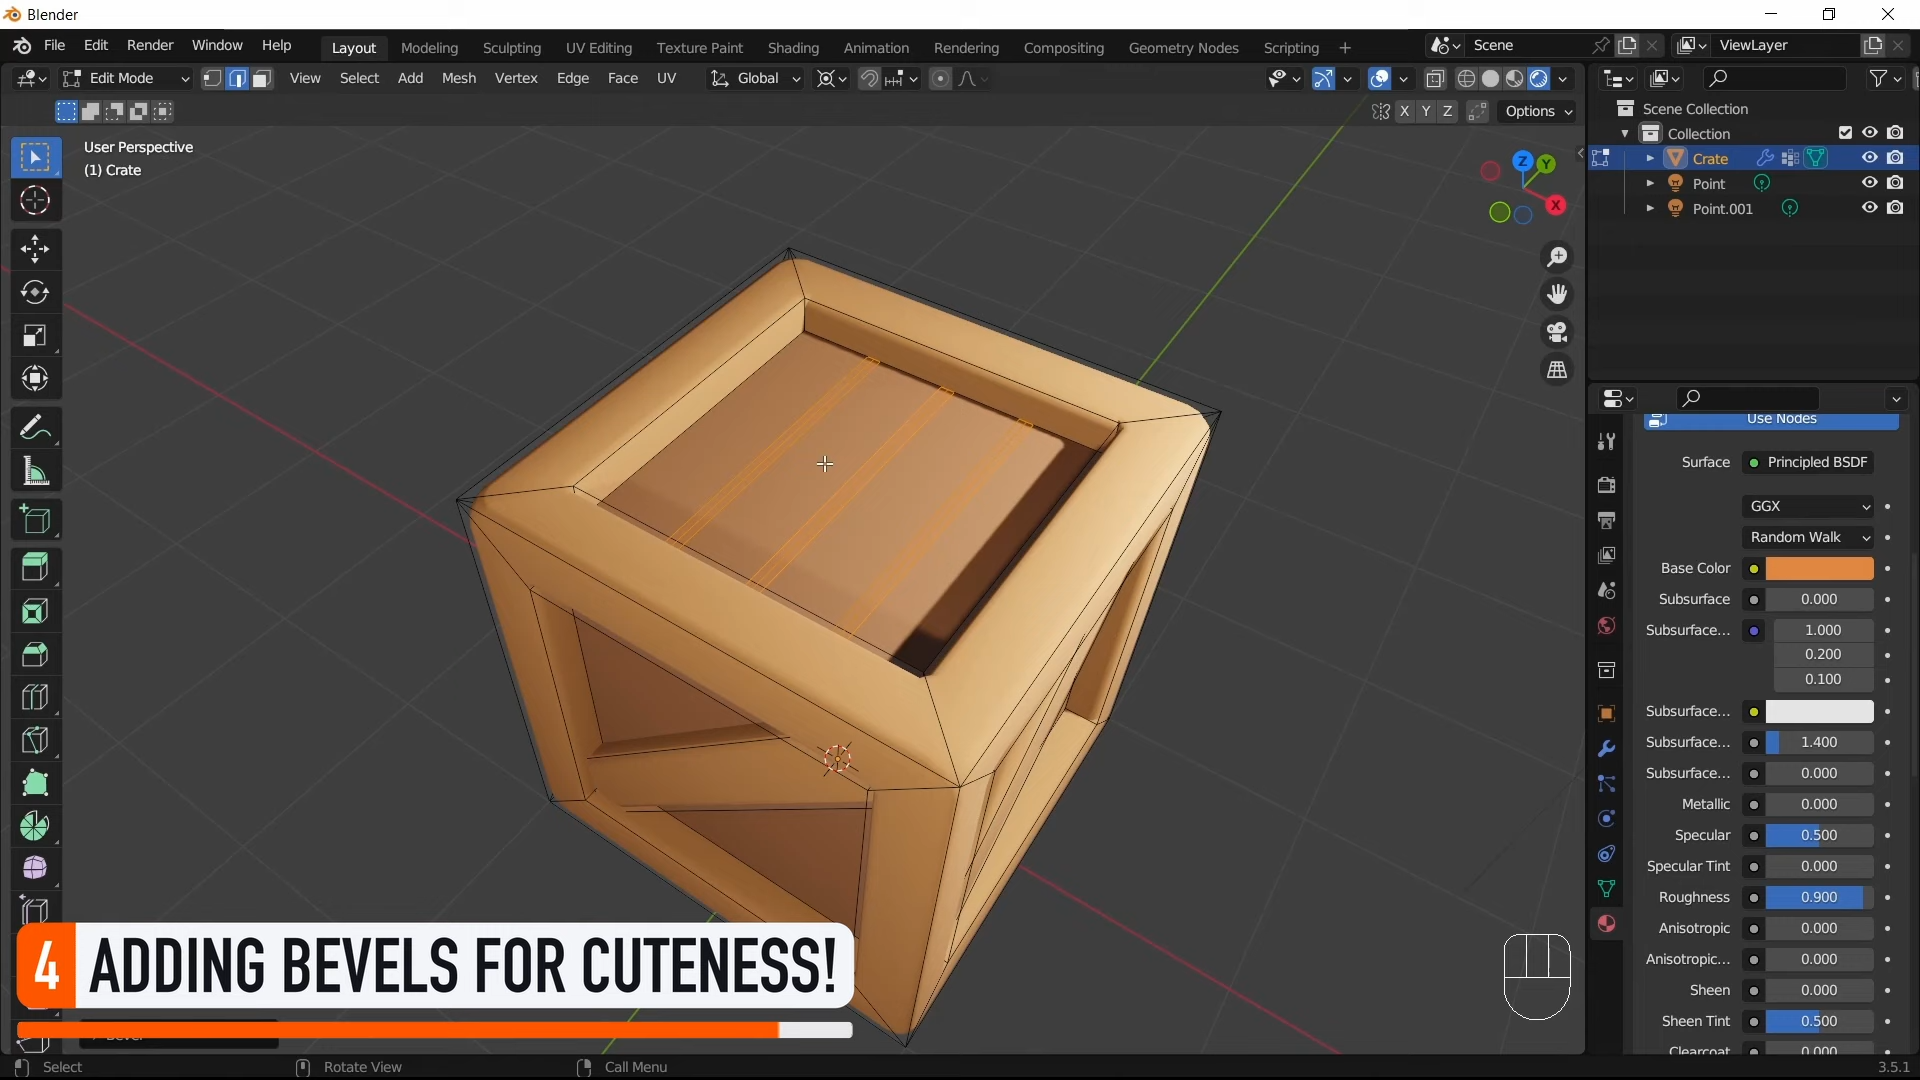 Blender
File Edit Render Window Help Layout Modeling Sculpting UV Editing Texture Paint Shading Animation Rendering Compositing Geometry Nodes Scripting + Scene ViewLayer
Edit Mode View Select Add Mesh Vertex Edge Face UV Global
X Y Z Options
User Perspective
(1) Crate
Z Y X
Scene Collection
Collection
Crate
Point
Point.001
Use Nodes
Surface Principled BSDF
GGX
Random Walk
Base Color
Subsurface 0.000
Subsurface... 1.000
0.200
0.100
Subsurface...
Subsurface... 1.400
Subsurface... 0.000
Metallic 0.000
Specular 0.500
Specular Tint 0.000
Roughness 0.900
Anisotropic 0.000
Anisotropic... 0.000
Sheen 0.000
Sheen Tint 0.500
Clearcoat 0.000
4 ADDING BEVELS FOR CUTENESS!
Bevel
Select Rotate View Call Menu 3.5.1